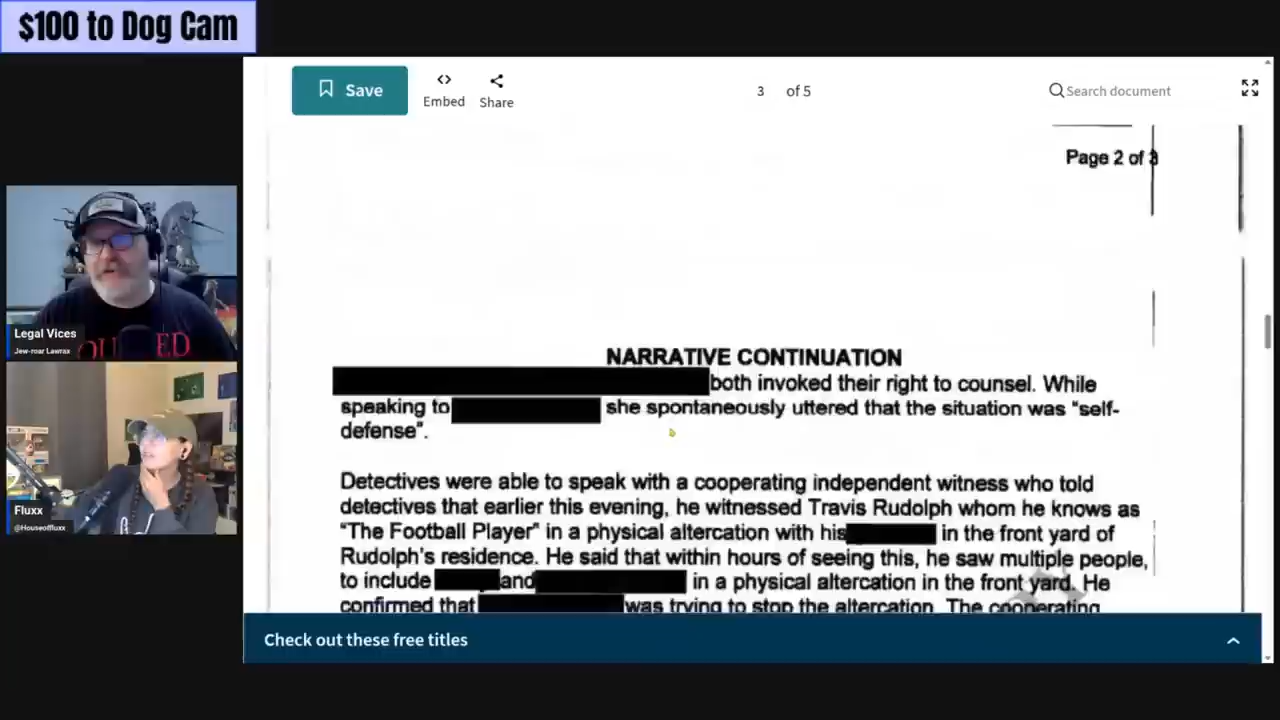 $100 to Dog Cam
Save
Embed
Share
3 of 5
Search document
Page 2 of 3
NARRATIVE CONTINUATION
both invoked their right to counsel. While
speaking to she spontaneously uttered that the situation was "self-
defense".
Detectives were able to speak with a cooperating independent witness who told
detectives that earlier this evening, he witnessed Travis Rudolph whom he knows as
"The Football Player" in a physical altercation with his in the front yard of
Rudolph's residence. He said that within hours of seeing this, he saw multiple people,
to include and in a physical altercation in the front yard. He
confirmed that was trying to stop the altercation. The cooperating
Check out these free titles
Legal Vices
Jew-roar Lawrax
Fluxx
@Houseoffluxx